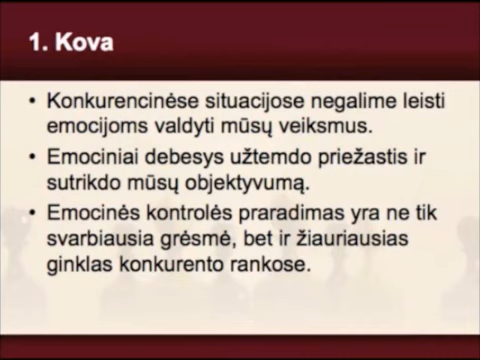 1. Kova
• Konkurencinėse situacijose negalime leisti
emocijoms valdyti mūsų veiksmus.
• Emociniai debesys užtemdo priežastis ir
sutrikdo mūsų objektyvumą.
• Emocinės kontrolės praradimas yra ne tik
svarbiausia grėsmė, bet ir žiauriausias
ginklas konkurento rankose.